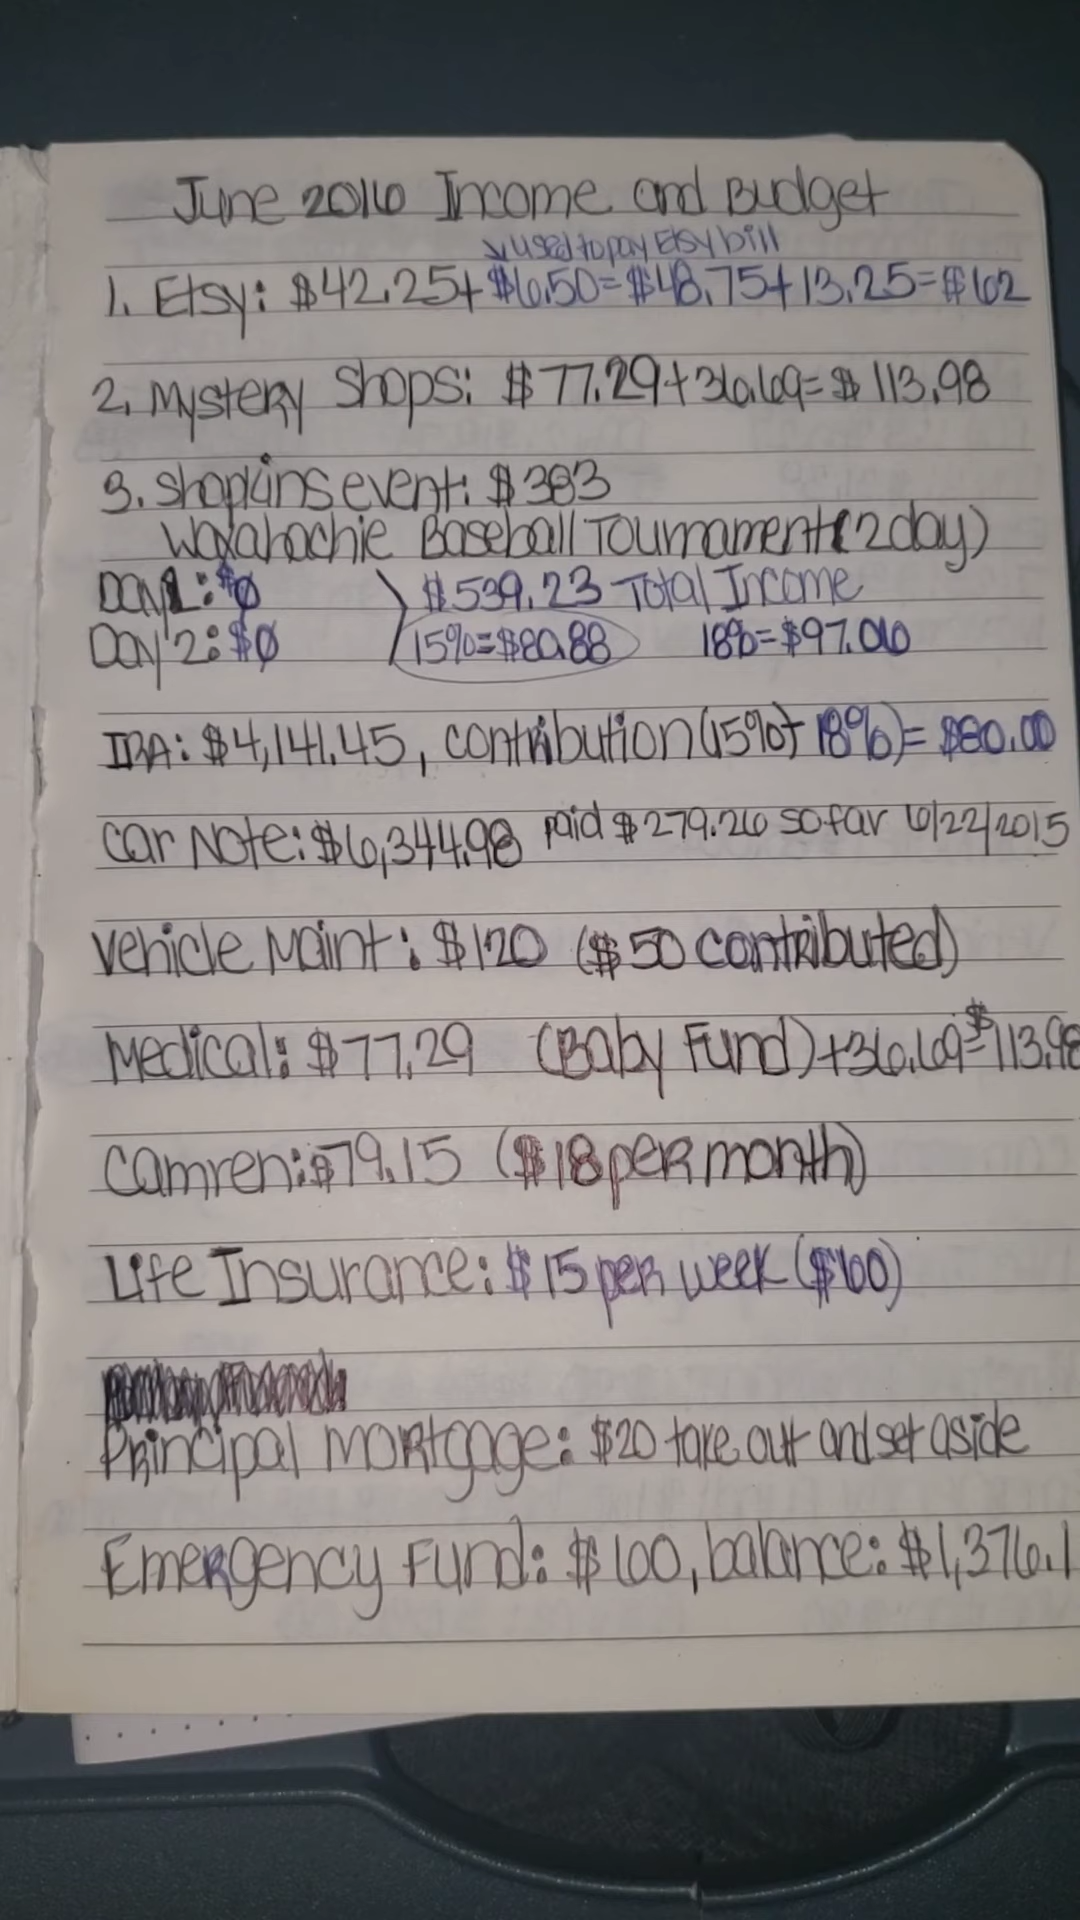 June 2016 Income and Budget
↘used to pay Etsy bill
1. Etsy: $42.25+$6.50=$48.75+13.25=$62
2. Mystery Shops: $77.29+36.69=$113.98
3. Shopkins event: $383
Waxahachie Baseball Tournament (2 day)
Day 1: $0 $539.23 Total Income
Day 2: $0 15%=$80.88 18%=$97.06
IRA: $4,141.45, contribution (15%+18%)= $80.00
Car Note: $6,344.98 paid $279.26 so far 6/22/2015
Vehicle Maint: $120 ($50 contributed)
Medical: $77.29 (Baby Fund)+36.69=$113.98
Camren: $79.15 ($18 per month)
Life Insurance: $15 per week ($60)
Principal mortgage: $20 take out and set aside
Emergency Fund: $100, balance: $1,376.1